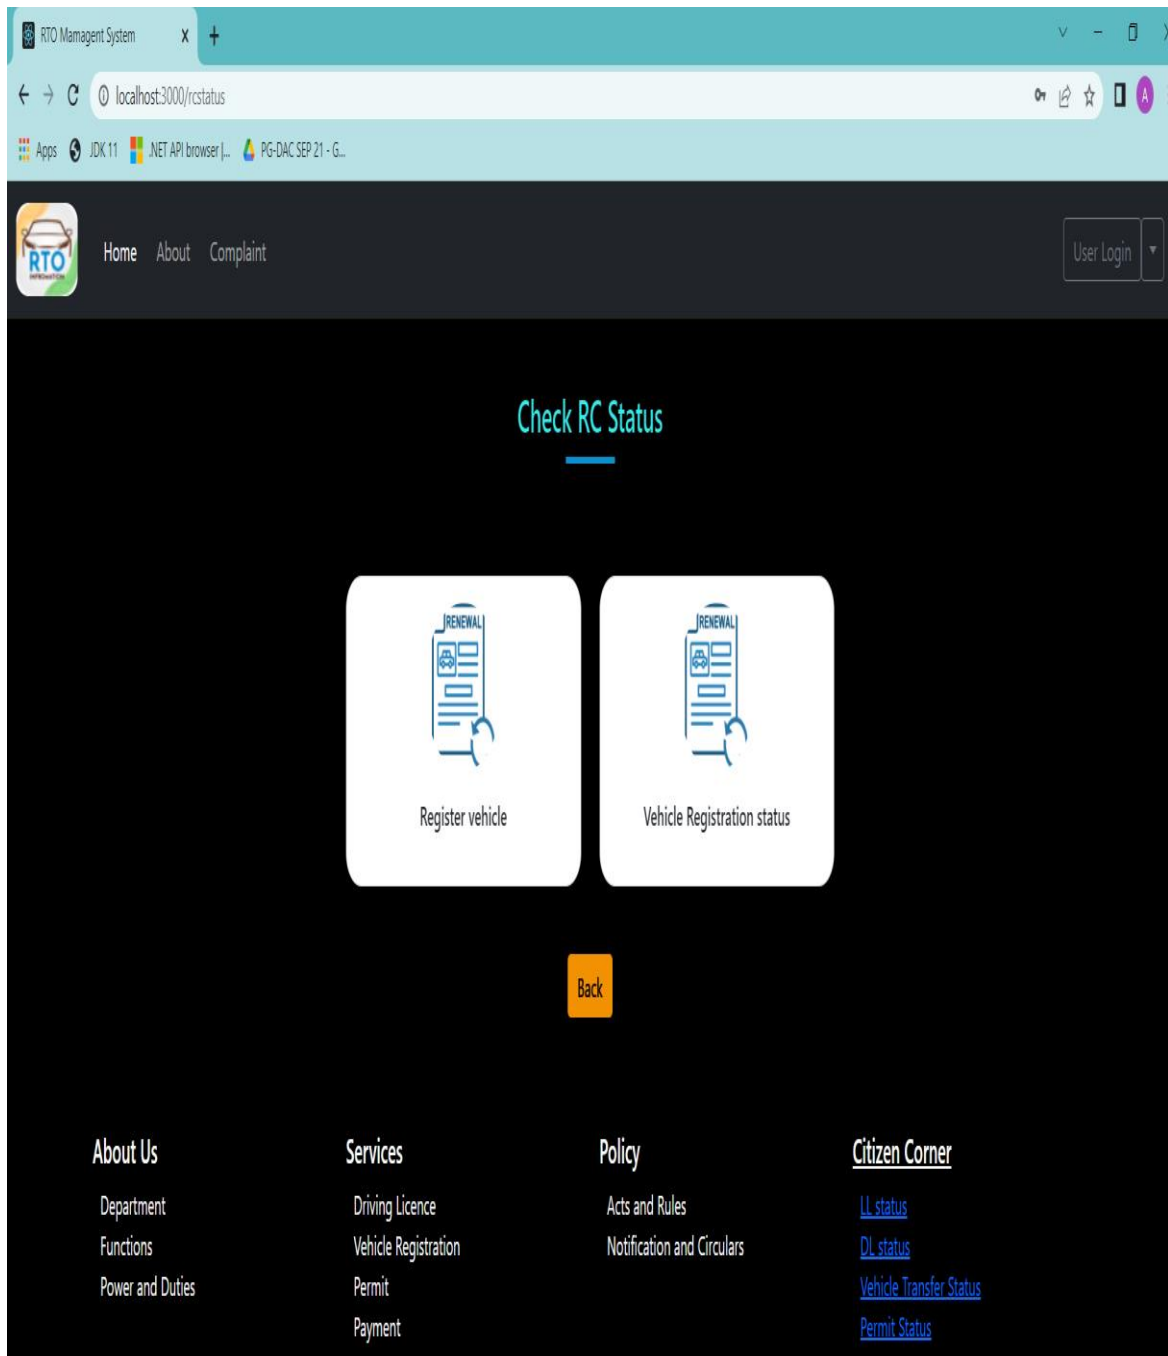 RTO Mamagent System
localhost:3000/rcstatus
Apps JDK 11 .NET API browser |... PG-DAC SEP 21 - G...
A
RTO
Home About Complaint User Login
Check RC Status
RENEWAL RENEWAL
Register vehicle Vehicle Registration status
Back
About Us Services Policy Citizen Corner
Department Driving Licence Acts and Rules LL status
Functions Vehicle Registration Notification and Circulars DL status
Power and Duties Permit Vehicle Transfer Status
Payment Permit Status